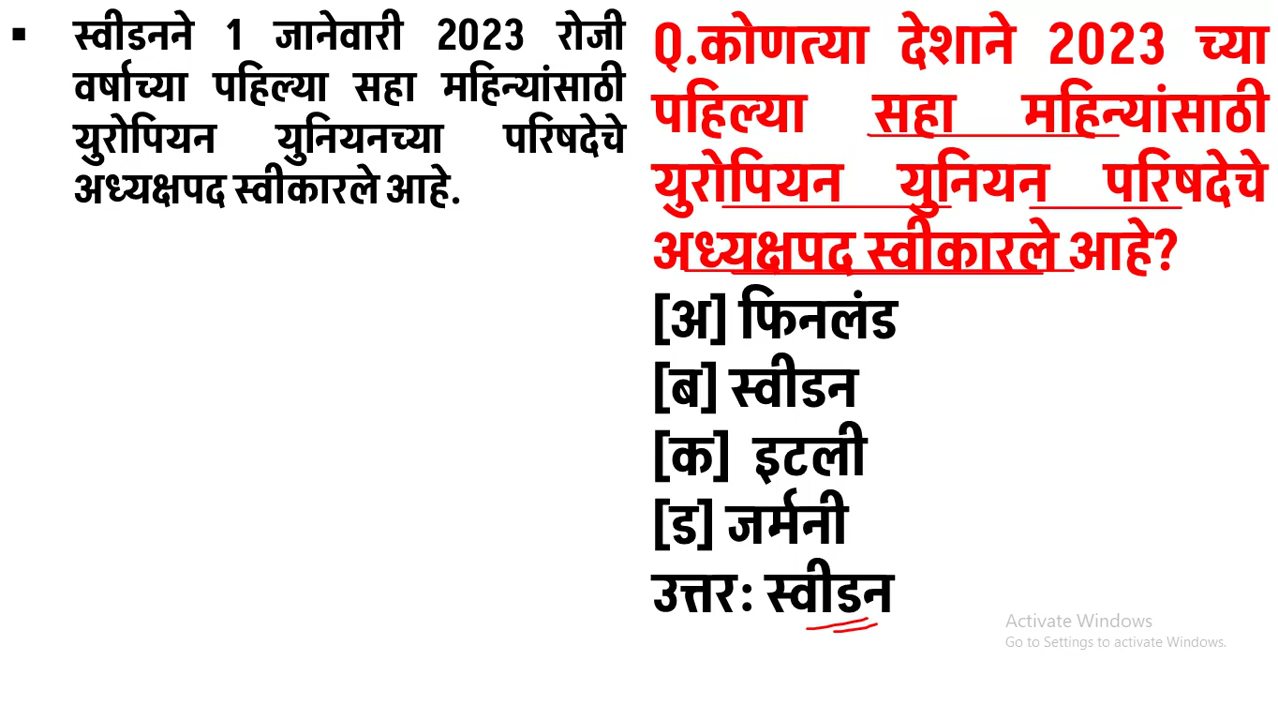 ▪ स्वीडनने 1 जानेवारी 2023 रोजी
वर्षाच्या पहिल्या सहा महिन्यांसाठी
युरोपियन युनियनच्या परिषदेचे
अध्यक्षपद स्वीकारले आहे.
Q.कोणत्या देशाने 2023 च्या
पहिल्या सहा महिन्यांसाठी
युरोपियन युनियन परिषदेचे
अध्यक्षपद स्वीकारले आहे?
[अ] फिनलंड
[ब] स्वीडन
[क] इटली
[ड] जर्मनी
उत्तर: स्वीडन
Activate Windows
Go to Settings to activate Windows.